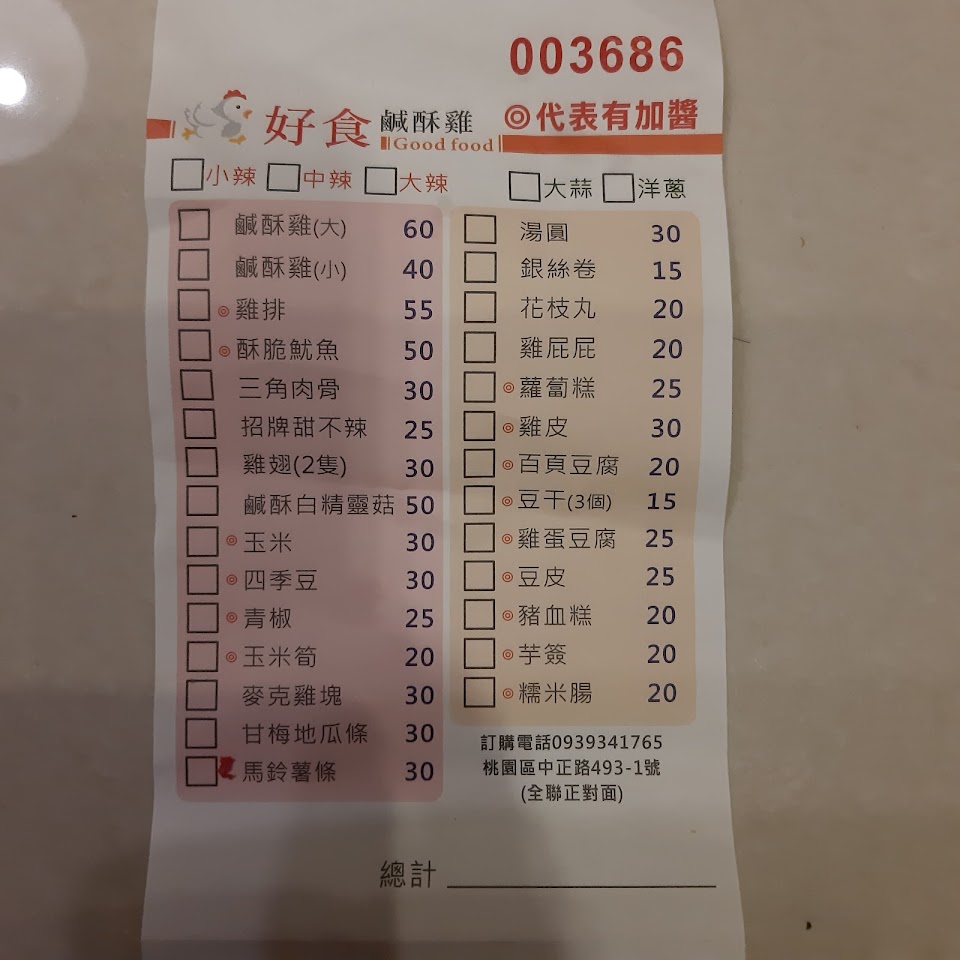 003686
好食 鹹酥雞 Good food ◎代表有加醬
□小辣 □中辣 □大辣 □大蒜 □洋蔥
□ 鹹酥雞(大) 60
□ 鹹酥雞(小) 40
□ ◎雞排 55
□ ◎酥脆魷魚 50
□ 三角肉骨 30
□ 招牌甜不辣 25
□ 雞翅(2隻) 30
□ 鹹酥白精靈菇 50
□ ◎玉米 30
□ ◎四季豆 30
□ ◎青椒 25
□ ◎玉米筍 20
□ 麥克雞塊 30
□ 甘梅地瓜條 30
□ 馬鈴薯條 30
□ 湯圓 30
□ 銀絲卷 15
□ 花枝丸 20
□ 雞屁屁 20
□ ◎蘿蔔糕 25
□ ◎雞皮 30
□ ◎百頁豆腐 20
□ ◎豆干(3個) 15
□ ◎雞蛋豆腐 25
□ ◎豆皮 25
□ ◎豬血糕 20
□ ◎芋簽 20
□ ◎糯米腸 20
訂購電話0939341765
桃園區中正路493-1號
(全聯正對面)
總計